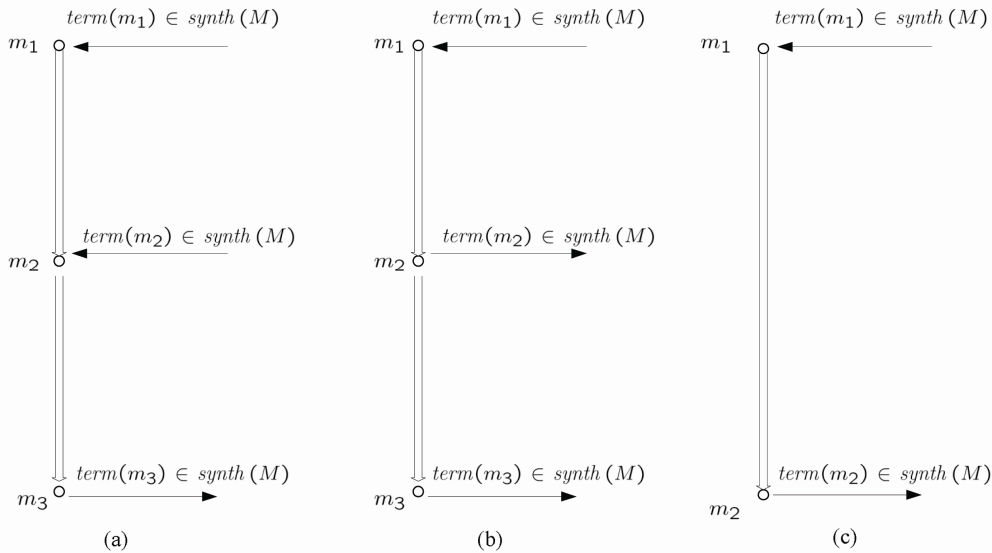 term(m₁) ∈ synth (M)
m₁
term(m₂) ∈ synth (M)
m₂
term(m₃) ∈ synth (M)
m₃
(a)
term(m₁) ∈ synth (M)
m₁
term(m₂) ∈ synth (M)
m₂
term(m₃) ∈ synth (M)
m₃
(b)
term(m₁) ∈ synth (M)
m₁
term(m₂) ∈ synth (M)
m₂
(c)